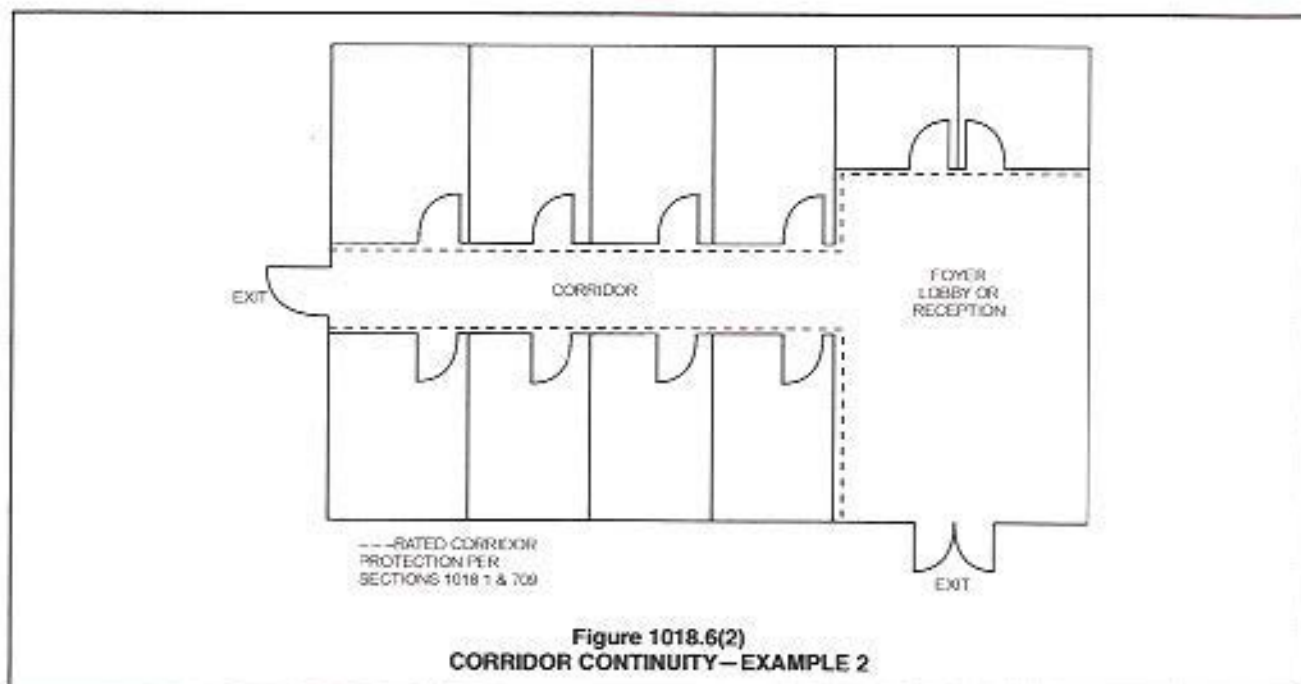 EXIT
CORRIDOR
FOYER
LOBBY OR
RECEPTION
----RATED CORRIDOR
PROTECTION PER
SECTIONS 1018 1 & 709
EXIT
Figure 1018.6(2)
CORRIDOR CONTINUITY—EXAMPLE 2